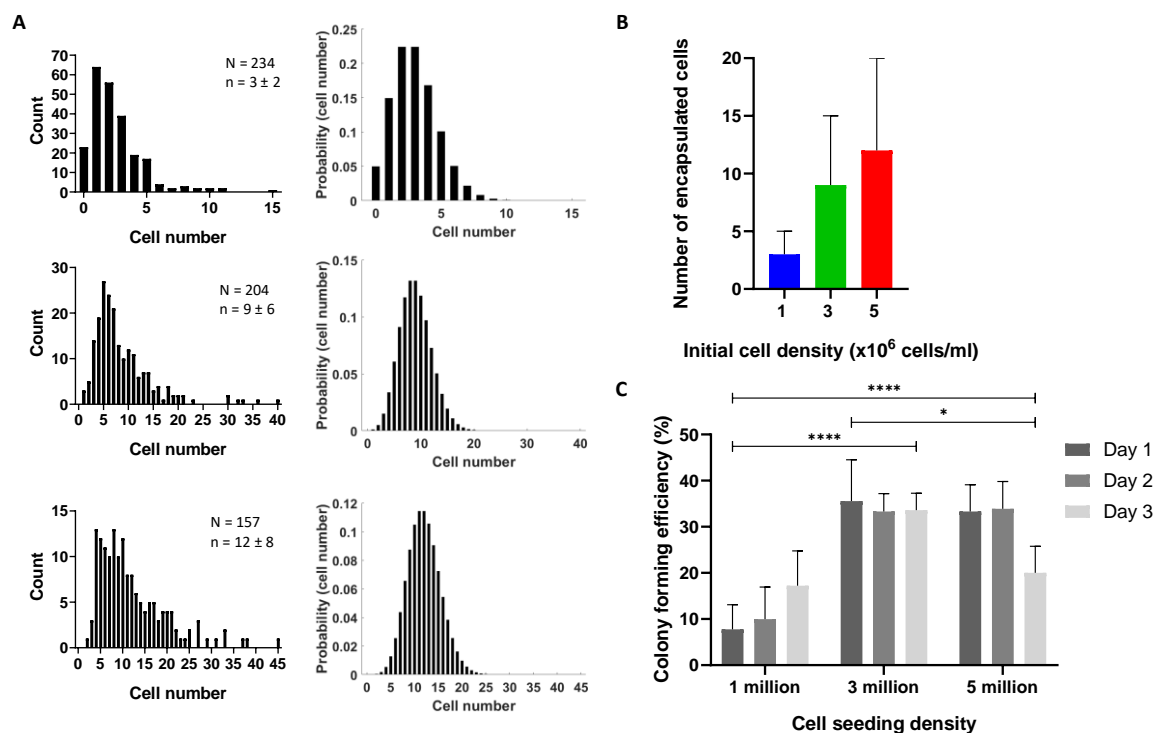 A
70
60
50
40
30
20
10
0
Count
0 5 10 15
Cell number
N = 234
n = 3 ± 2
0.25
0.2
0.15
0.1
0.05
0
Probability (cell number)
0 5 10 15
Cell number
30
20
10
0
Count
0 5 10 15 20 25 30 35 40
Cell number
N = 204
n = 9 ± 6
0.15
0.1
0.05
0
Probability (cell number)
0 10 20 30 40
Cell number
15
10
5
0
Count
0 5 10 15 20 25 30 35 40 45
Cell number
N = 157
n = 12 ± 8
0.12
0.1
0.08
0.06
0.04
0.02
0
Probability (cell number)
0 5 10 15 20 25 30 35 40 45
Cell number
B
20
15
10
5
0
Number of encapsulated cells
1 3 5
Initial cell density (x10⁶ cells/ml)
C
****
*
****
50
40
30
20
10
0
Colony forming efficiency (%)
1 million 3 million 5 million
Cell seeding density
Day 1
Day 2
Day 3